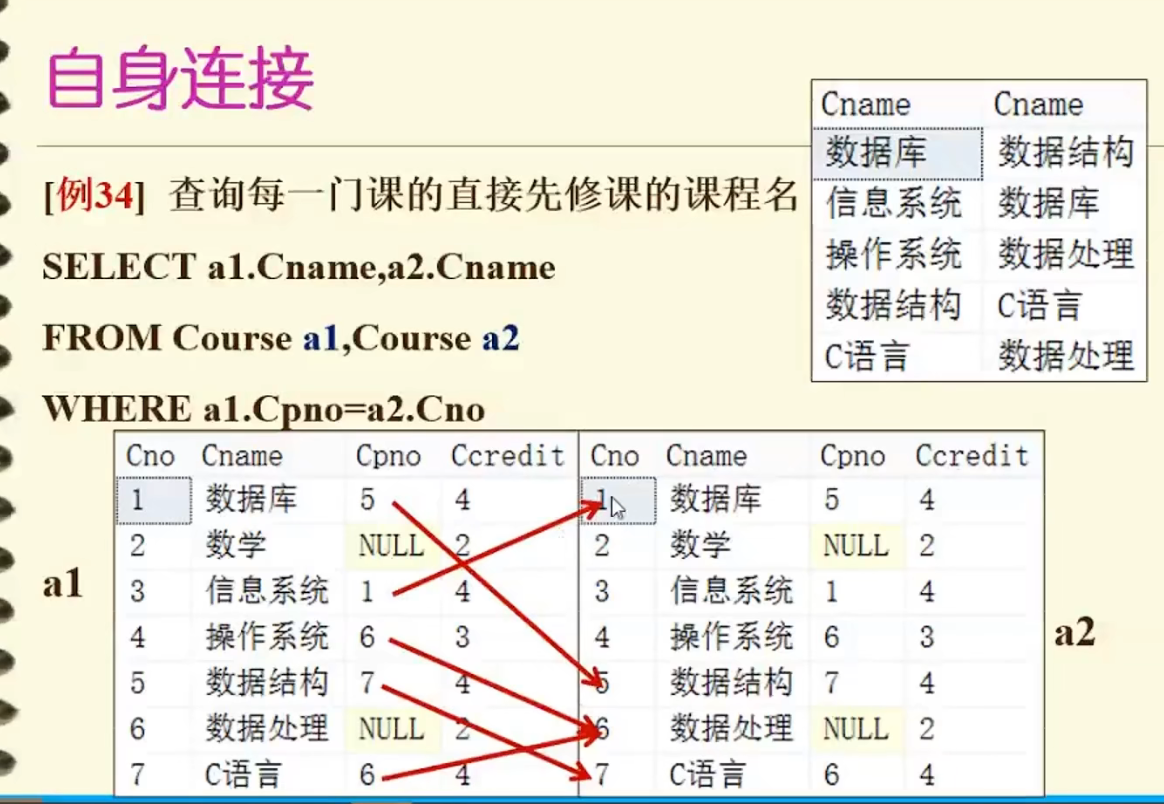 自身连接
Cname Cname
数据库 数据结构
信息系统 数据库
操作系统 数据处理
数据结构 C语言
C语言 数据处理
[例34] 查询每一门课的直接先修课的课程名
SELECT a1.Cname,a2.Cname
FROM Course a1,Course a2
WHERE a1.Cpno=a2.Cno
Cno Cname Cpno Ccredit Cno Cname Cpno Ccredit
1 数据库 5 4 1 数据库 5 4
2 数学 NULL 2 2 数学 NULL 2
3 信息系统 1 4 3 信息系统 1 4
a1
4 操作系统 6 3 4 操作系统 6 3
a2
5 数据结构 7 4 5 数据结构 7 4
6 数据处理 NULL 2 6 数据处理 NULL 2
7 C语言 6 4 7 C语言 6 4